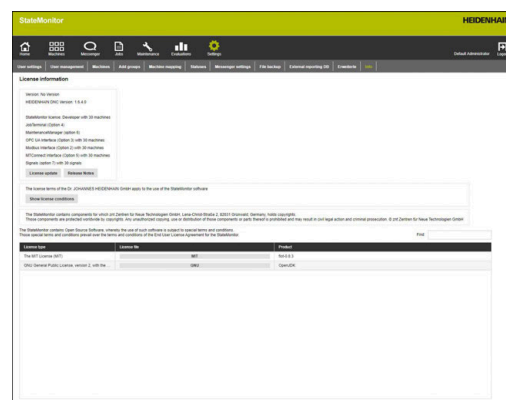 StateMonitor
HEIDENHAIN
Home
Machines
Messenger
Jobs
Maintenance
Evaluations
Settings
Default Administrator
User settings
User management
Machines
Add groups
Machine mapping
Statuses
Messenger settings
File backup
External reporting DB
Info
License information
Version: No Version
HEIDENHAIN DNC Version:
StateMonitor licence: Developer with 30 machines
JobTerminal (Option 4)
MaintenanceManager (option 6)
OPC UA interface (Option 3) with 30 machines
Modbus interface (Option 2) with 30 machines
MTConnect interface (Option 5) with 30 machines
Signals (option 7) with 30 signals
License update
Release Notes
The license terms of the Dr. JOHANNES HEIDENHAIN GmbH apply to the use of the StateMonitor software
Show license conditions
The StateMonitor contains components for which znt Zentren für Neue Technologien GmbH, Lena-Christ-Straße 2, 82031 Grünwald, Germany, holds copyrights.
These components are protected worldwide by copyrights. Any unauthorized copying, use or distribution of these components or parts thereof is prohibited and may result in civil legal action and criminal prosecution. © znt Zentren für Neue Technologien GmbH
The StateMonitor contains Open Source Software, whereby the use of such software is subject to special terms and conditions.
These special terms and conditions prevail over the terms and conditions of the End User Licence Agreement for the StateMonitor.
Find
License type
License file
Product
The MIT License (MIT)
MIT
GNU General Public License, version 2, with the ...
GNU
OpenJDK